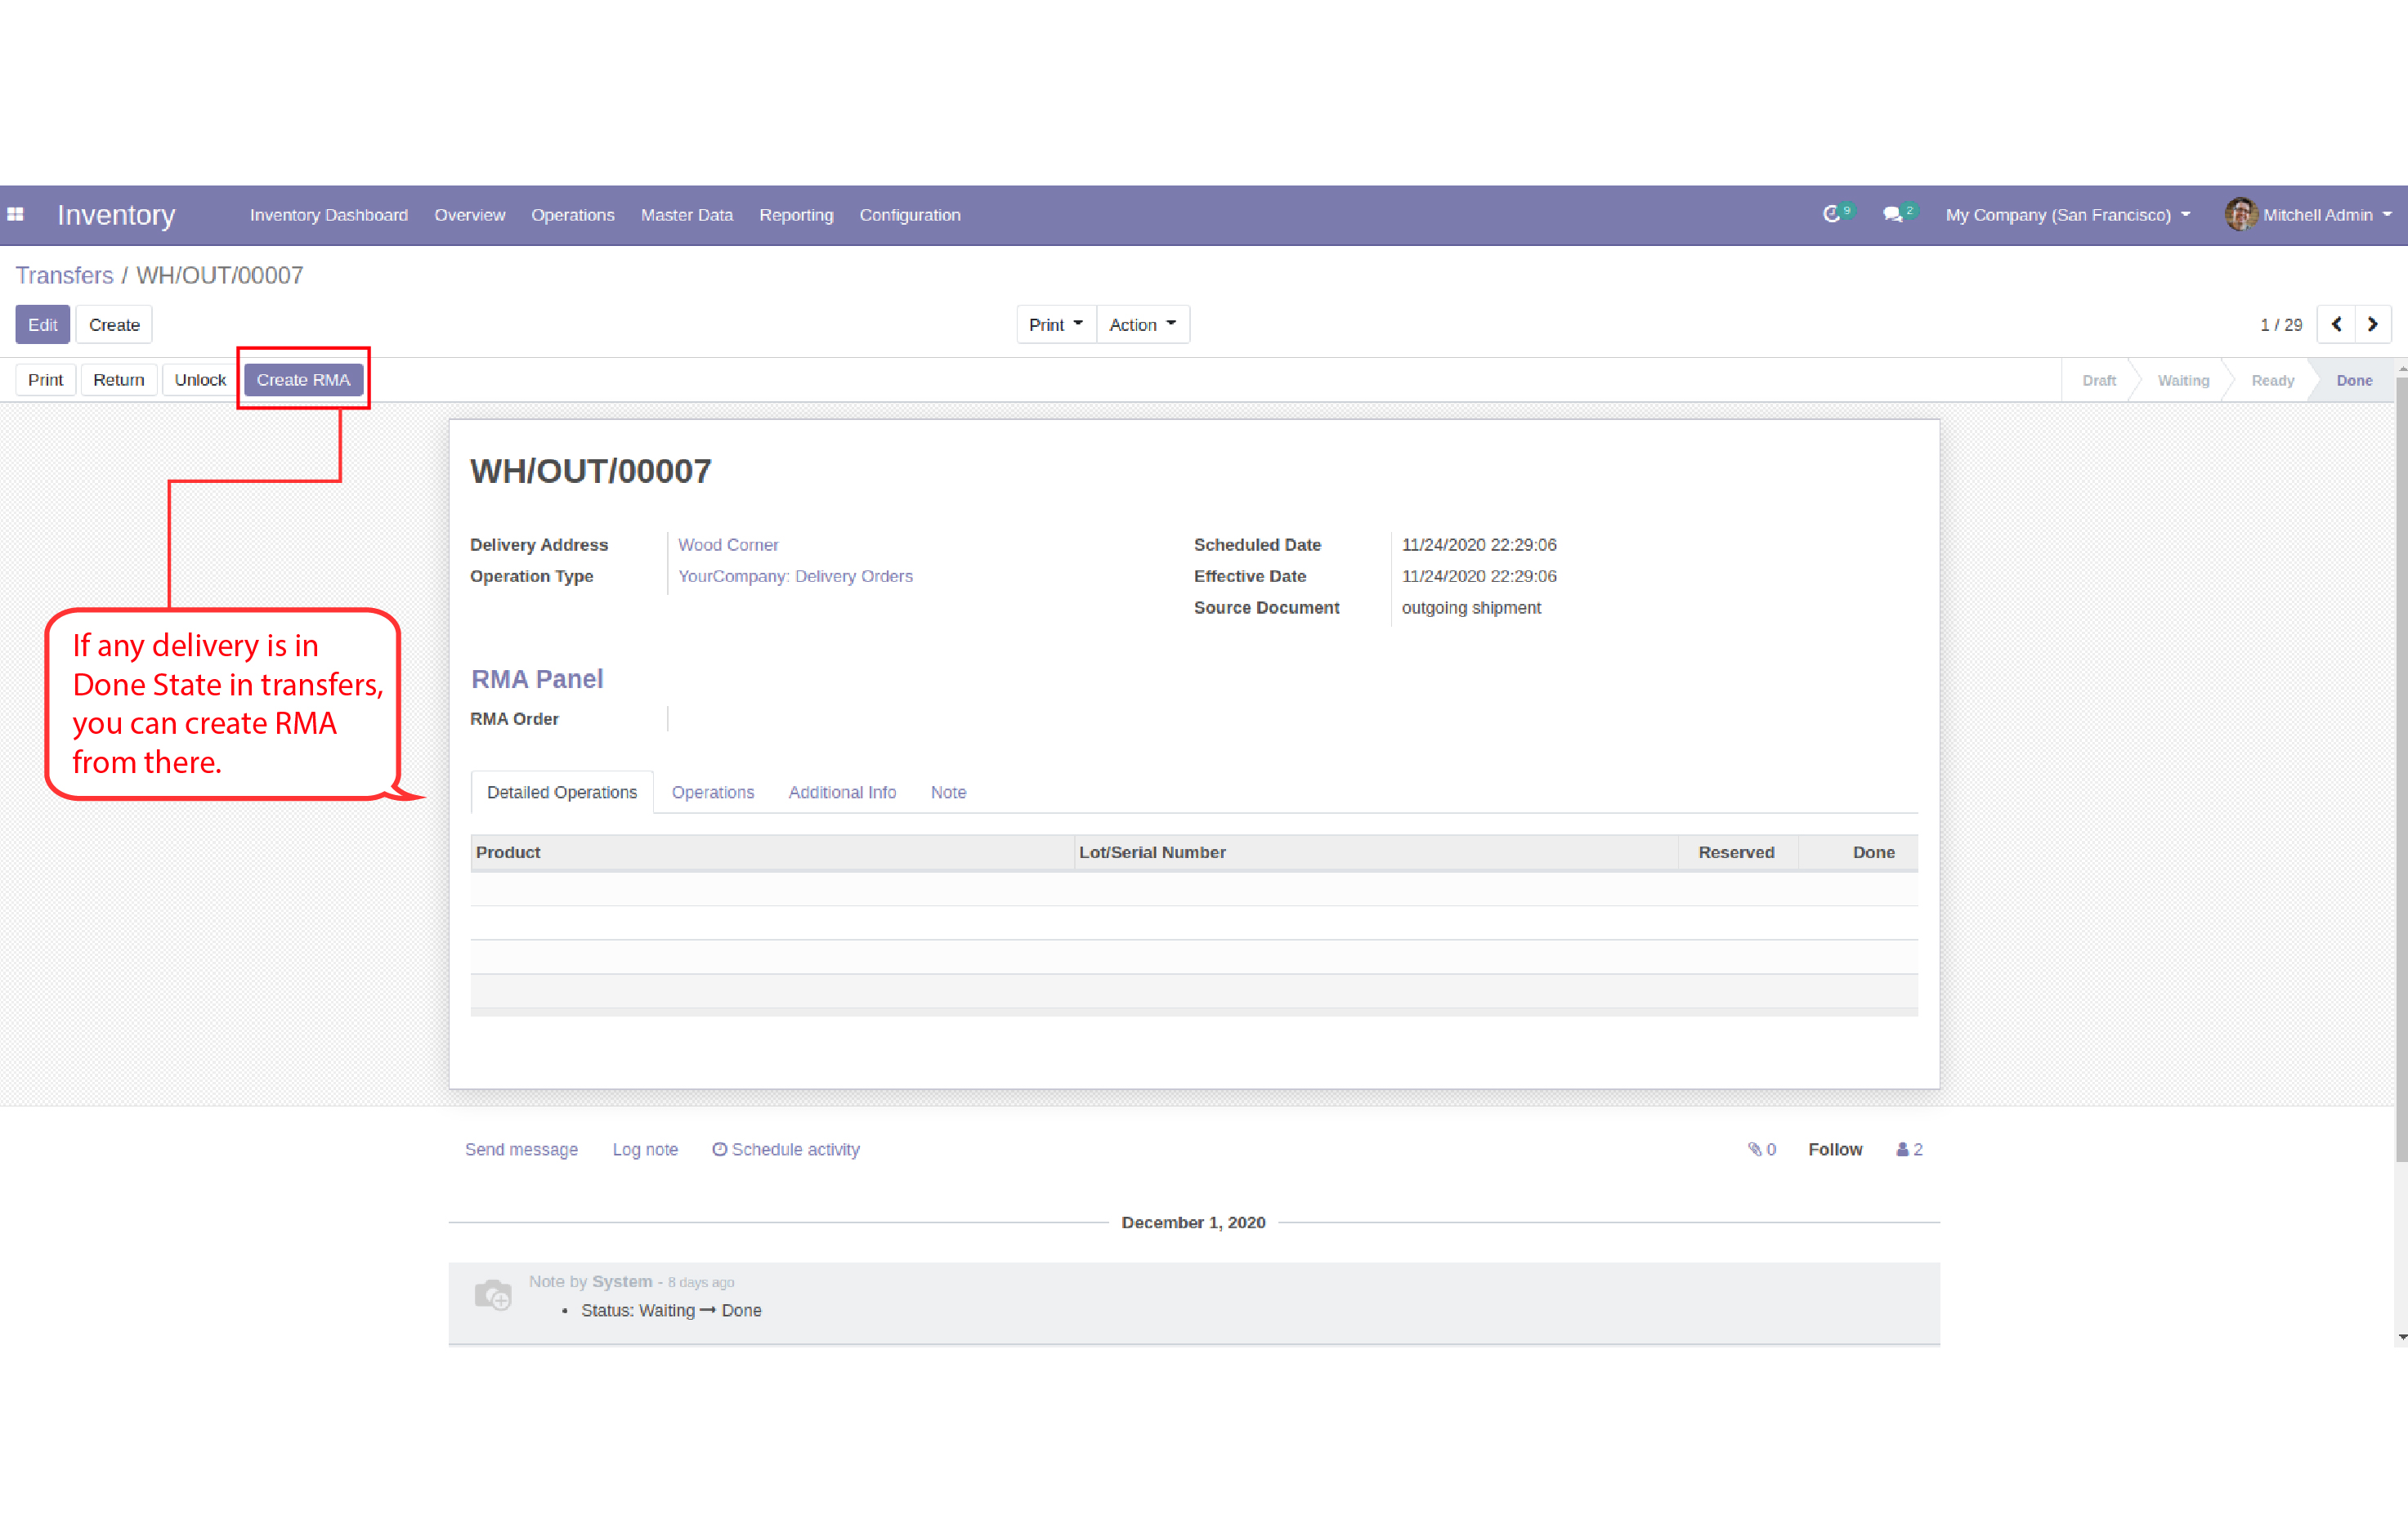 Inventory Inventory Dashboard Overview Operations Master Data Reporting Configuration 9 2 My Company (San Francisco) Mitchell Admin
Transfers / WH/OUT/00007
Edit Create Print Action 1 / 29
Print Return Unlock Create RMA Draft Waiting Ready Done
WH/OUT/00007
Delivery Address Wood Corner Scheduled Date 11/24/2020 22:29:06
Operation Type YourCompany: Delivery Orders Effective Date 11/24/2020 22:29:06
Source Document outgoing shipment
If any delivery is in
Done State in transfers,
you can create RMA
from there.
RMA Panel
RMA Order
Detailed Operations Operations Additional Info Note
Product Lot/Serial Number Reserved Done
Send message Log note Schedule activity 0 Follow 2
December 1, 2020
Note by System - 8 days ago
• Status: Waiting → Done